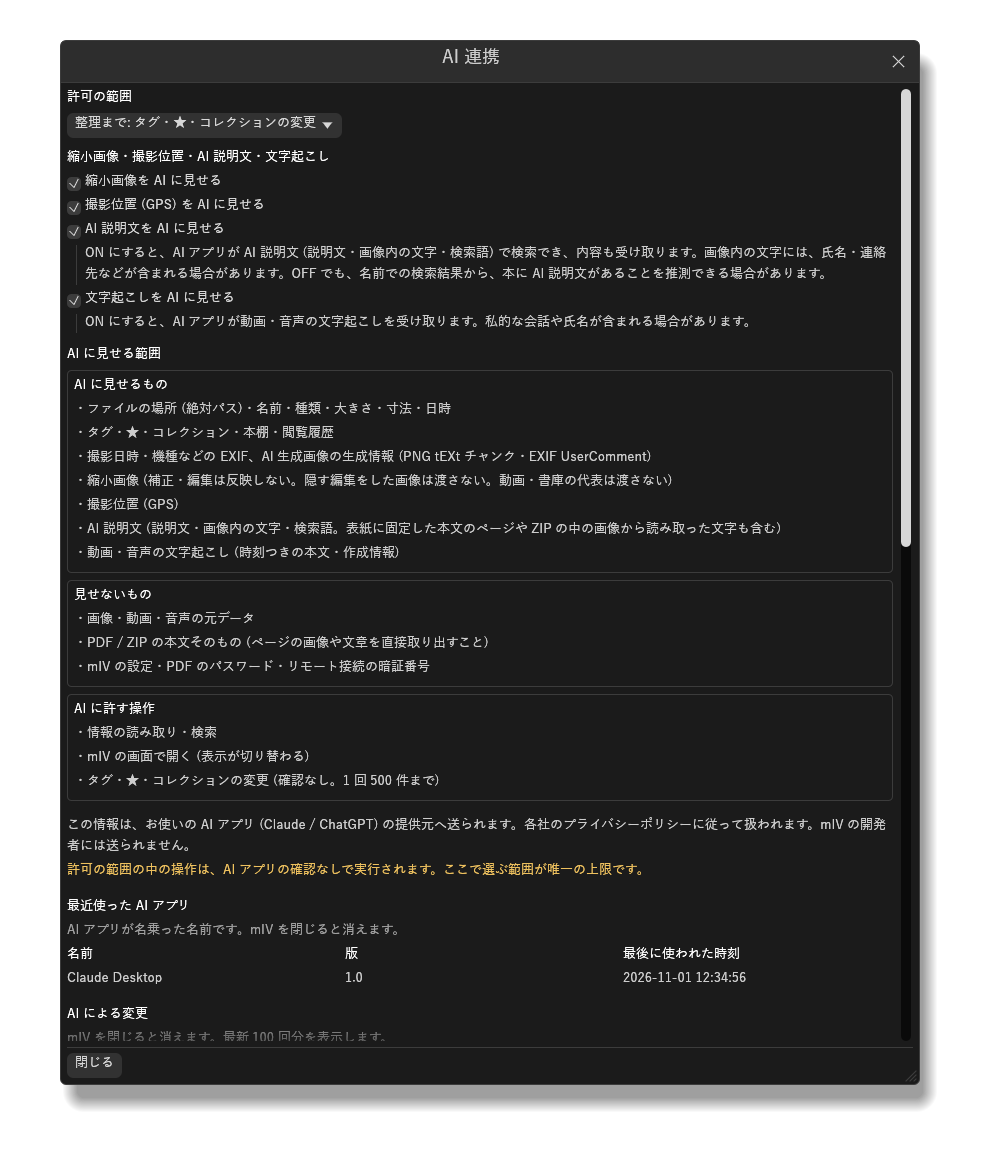 AI 連携
許可の範囲
整理まで: タグ・★・コレクションの変更
縮小画像・撮影位置・AI 説明文・文字起こし
縮小画像を AI に見せる
撮影位置 (GPS) を AI に見せる
AI 説明文を AI に見せる
ON にすると、AI アプリが AI 説明文 (説明文・画像内の文字・検索語) で検索でき、内容も受け取ります。画像内の文字には、氏名・連絡
先などが含まれる場合があります。OFF でも、名前での検索結果から、本に AI 説明文があることを推測できる場合があります。
文字起こしを AI に見せる
ON にすると、AI アプリが動画・音声の文字起こしを受け取ります。私的な会話や氏名が含まれる場合があります。
AI に見せる範囲
AI に見せるもの
・ファイルの場所 (絶対パス)・名前・種類・大きさ・寸法・日時
・タグ・★・コレクション・本棚・閲覧履歴
・撮影日時・機種などの EXIF、AI 生成画像の生成情報 (PNG tEXt チャンク・EXIF UserComment)
・縮小画像 (補正・編集は反映しない。隠す編集をした画像は渡さない。動画・書庫の代表は渡さない)
・撮影位置 (GPS)
・AI 説明文 (説明文・画像内の文字・検索語。表紙に固定した本文のページや ZIP の中の画像から読み取った文字も含む)
・動画・音声の文字起こし (時刻つきの本文・作成情報)
見せないもの
・画像・動画・音声の元データ
・PDF / ZIP の本文そのもの (ページの画像や文章を直接取り出すこと)
・mIV の設定・PDF のパスワード・リモート接続の暗証番号
AI に許す操作
・情報の読み取り・検索
・mIV の画面で開く (表示が切り替わる)
・タグ・★・コレクションの変更 (確認なし。1 回 500 件まで)
この情報は、お使いの AI アプリ (Claude / ChatGPT) の提供元へ送られます。各社のプライバシーポリシーに従って扱われます。mIV の開発
者には送られません。
許可の範囲の中の操作は、AI アプリの確認なしで実行されます。ここで選ぶ範囲が唯一の上限です。
最近使った AI アプリ
AI アプリが名乗った名前です。mIV を閉じると消えます。
名前 版 最後に使われた時刻
Claude Desktop 1.0 2026-11-01 12:34:56
AI による変更
mIV を閉じると消えます。最新 100 回分を表示します。
閉じる